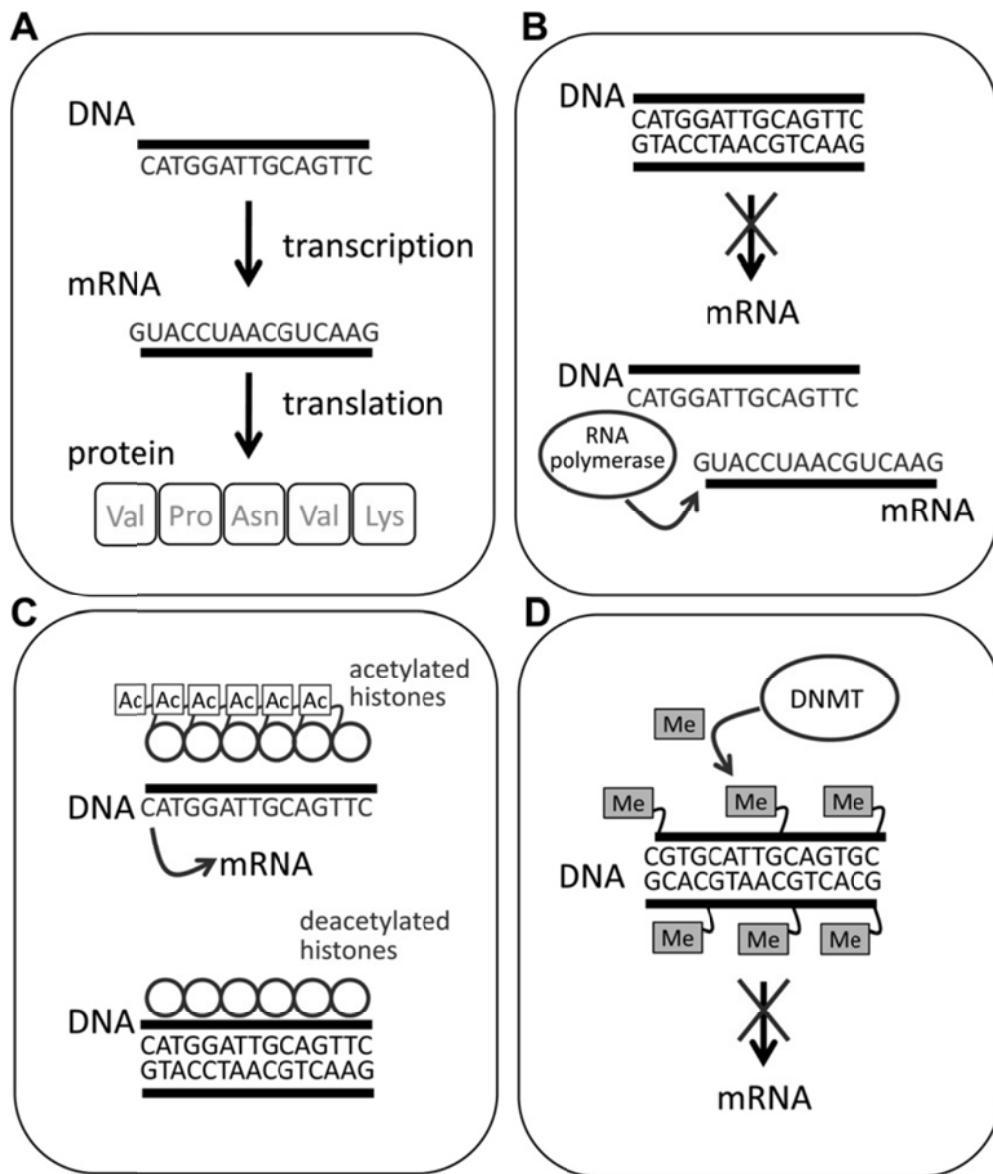 A
DNA
CATGGATTGCAGTTC
transcription
mRNA
GUACCUAACGUCAAG
translation
protein
Val Pro Asn Val Lys
B
DNA
CATGGATTGCAGTTC
GTACCTAACGTCAAG
mRNA
DNA
CATGGATTGCAGTTC
RNA
polymerase
GUACCUAACGUCAAG
mRNA
C
acetylated
histones
Ac Ac Ac Ac Ac Ac
DNA
CATGGATTGCAGTTC
mRNA
deacetylated
histones
DNA
CATGGATTGCAGTTC
GTACCTAACGTCAAG
D
DNMT
Me
Me Me Me
DNA
CGTGCATTGCAGTGC
GCACGTAACGTCACG
Me Me Me
mRNA